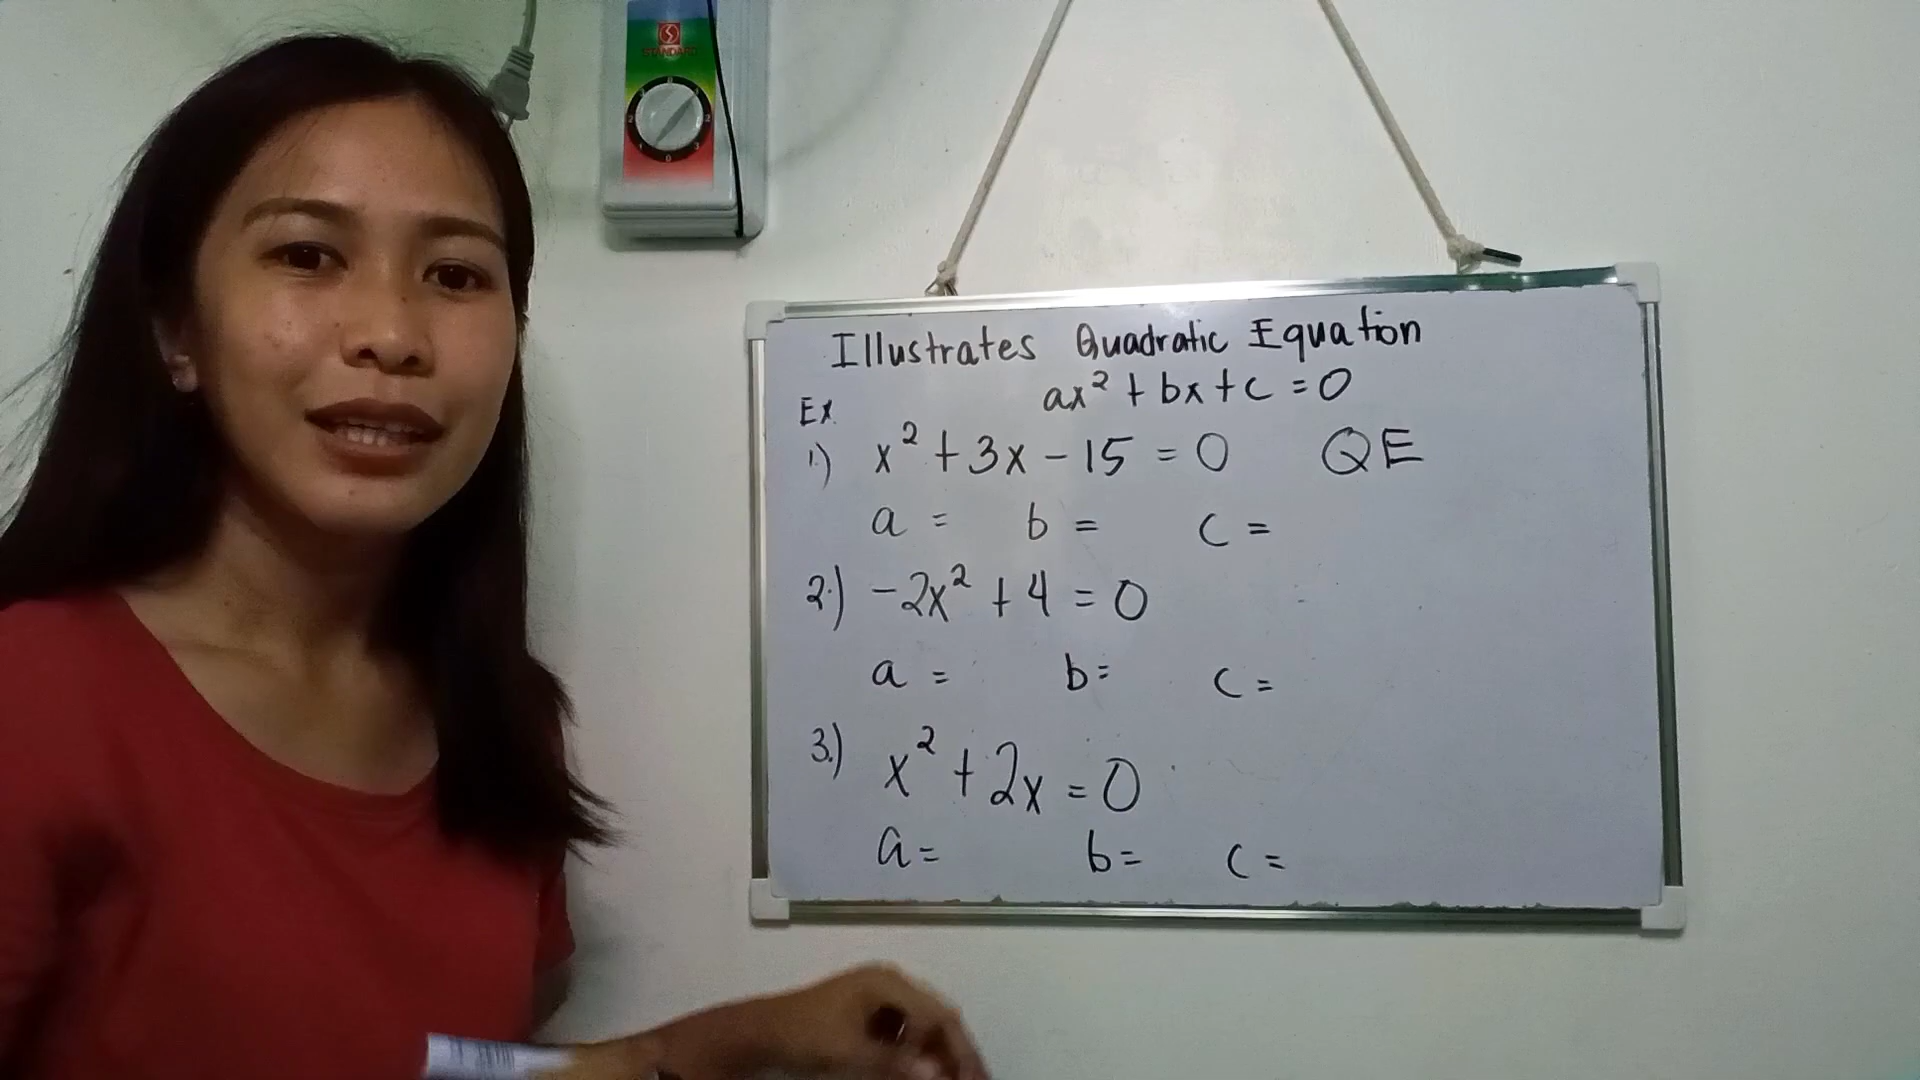 STANDARD
Illustrates Quadratic Equation
ax² + bx + c = 0
Ex.
1.) x² + 3x - 15 = 0 QE
a = b = c =
2.) -2x² + 4 = 0
a = b = c =
3.) x² + 2x = 0
a = b = c =